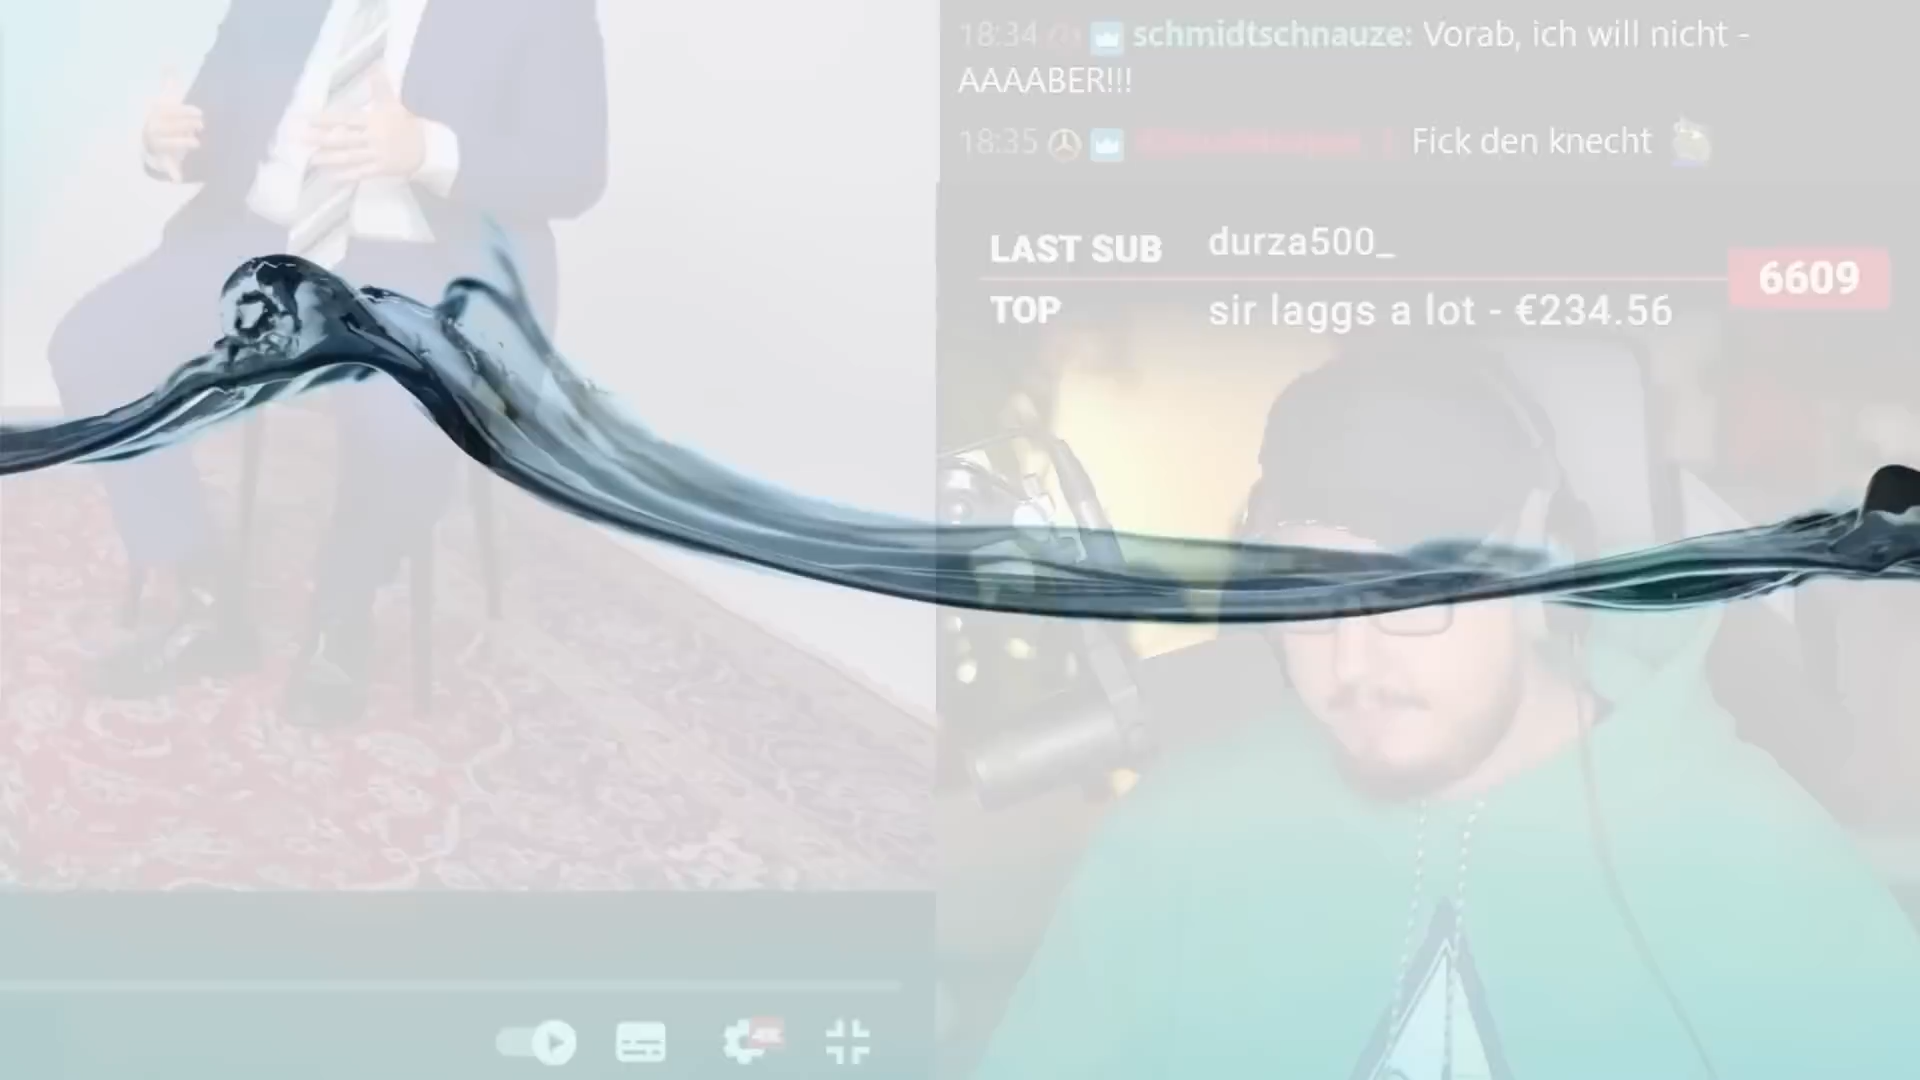 18:34 schmidtschnauze: Vorab, ich will nicht -
AAAABER!!!
18:35 Fick den knecht
LAST SUB durza500_
6609
TOP sir laggs a lot - €234.56